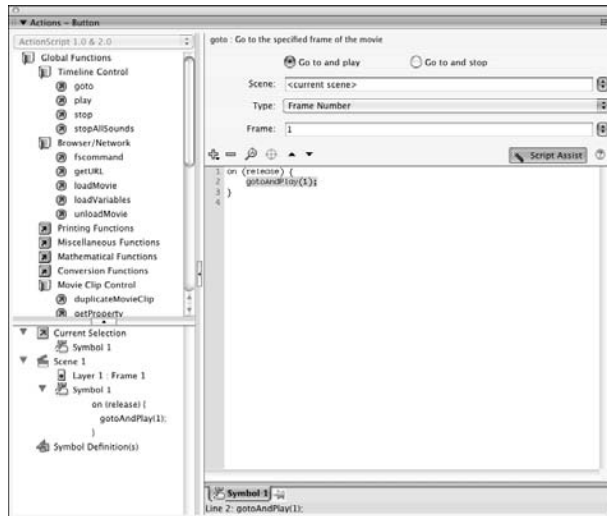 Actions – Button
ActionScript 1.0 & 2.0
Global Functions
Timeline Control
goto
play
stop
stopAllSounds
Browser/Network
fscommand
getURL
loadMovie
loadVariables
unloadMovie
Printing Functions
Miscellaneous Functions
Mathematical Functions
Conversion Functions
Movie Clip Control
duplicateMovieClip
getProperty
Current Selection
Symbol 1
Scene 1
Layer 1 : Frame 1
Symbol 1
on (release) {
gotoAndPlay(1);
}
Symbol Definition(s)
goto : Go to the specified frame of the movie
Go to and play Go to and stop
Scene: <current scene>
Type: Frame Number
Frame: 1
Script Assist
1 on (release) {
2 gotoAndPlay(1);
3 }
4
Symbol 1
Line 2: gotoAndPlay(1);